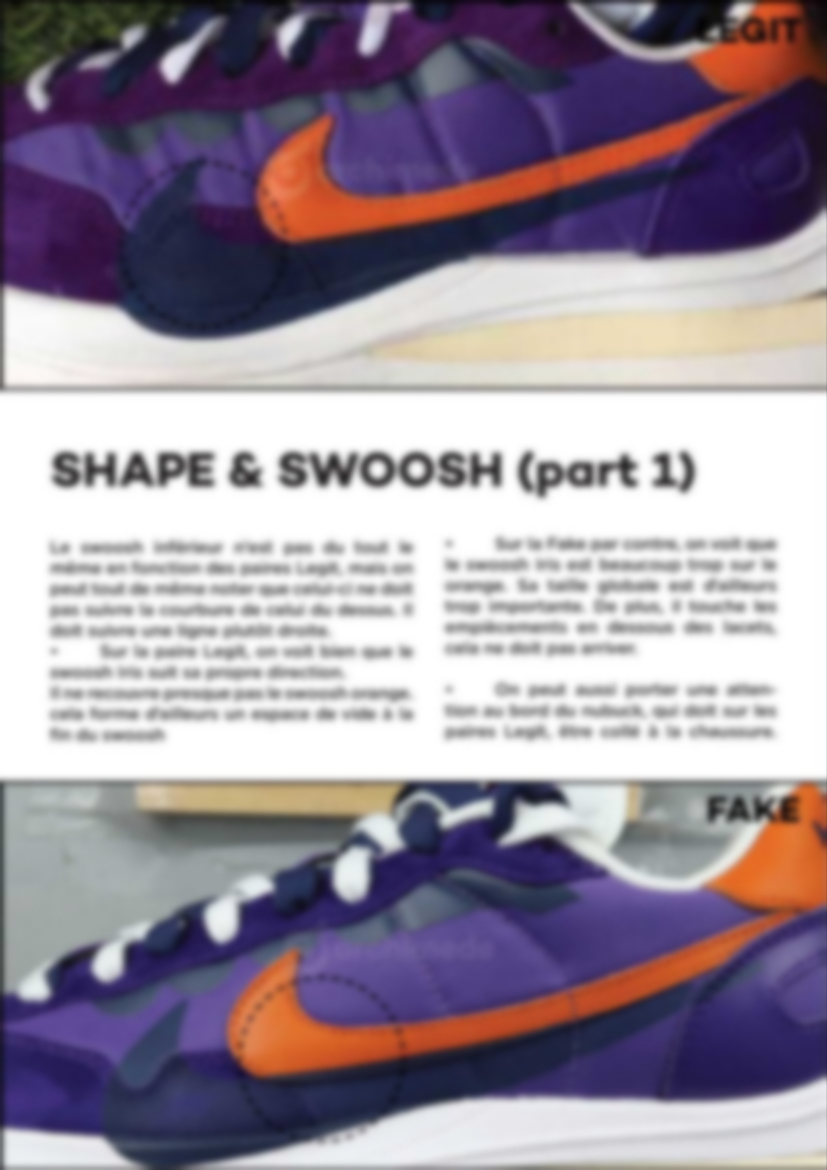 LEGIT
SHAPE & SWOOSH (part 1)
Le swoosh inférieur n'est pas du tout le
même en fonction des paires Legit, mais on
peut tout de même noter que celui-ci ne doit
pas suivre la courbure de celui du dessus. Il
doit suivre une ligne plutôt droite.
• Sur la paire Legit, on voit bien que le
swoosh Iris suit sa propre direction.
Il ne recouvre presque pas le swoosh orange,
cela forme d'ailleurs un espace de vide à la
fin du swoosh
• Sur la Fake par contre, on voit que
le swoosh Iris est beaucoup trop sur le
orange. Sa taille globale est d'ailleurs
trop importante. De plus, il touche les
empiècements en dessous des lacets,
cela ne doit pas arriver.
• On peut aussi porter une atten-
tion au bord du nubuck, qui doit sur les
paires Legit, être collé à la chaussure.
FAKE